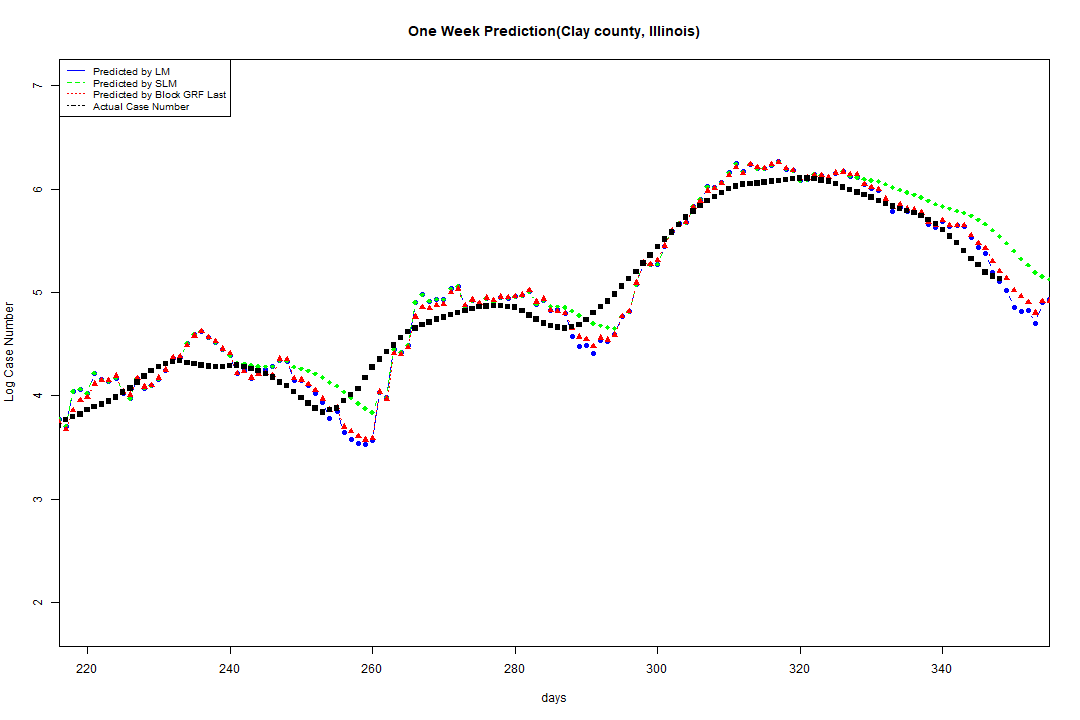 One Week Prediction(Clay county, Illinois)
Predicted by LM
Predicted by SLM
Predicted by Block GRF Last
Actual Case Number
7
6
5
4
3
2
Log Case Number
220 240 260 280 300 320 340
days